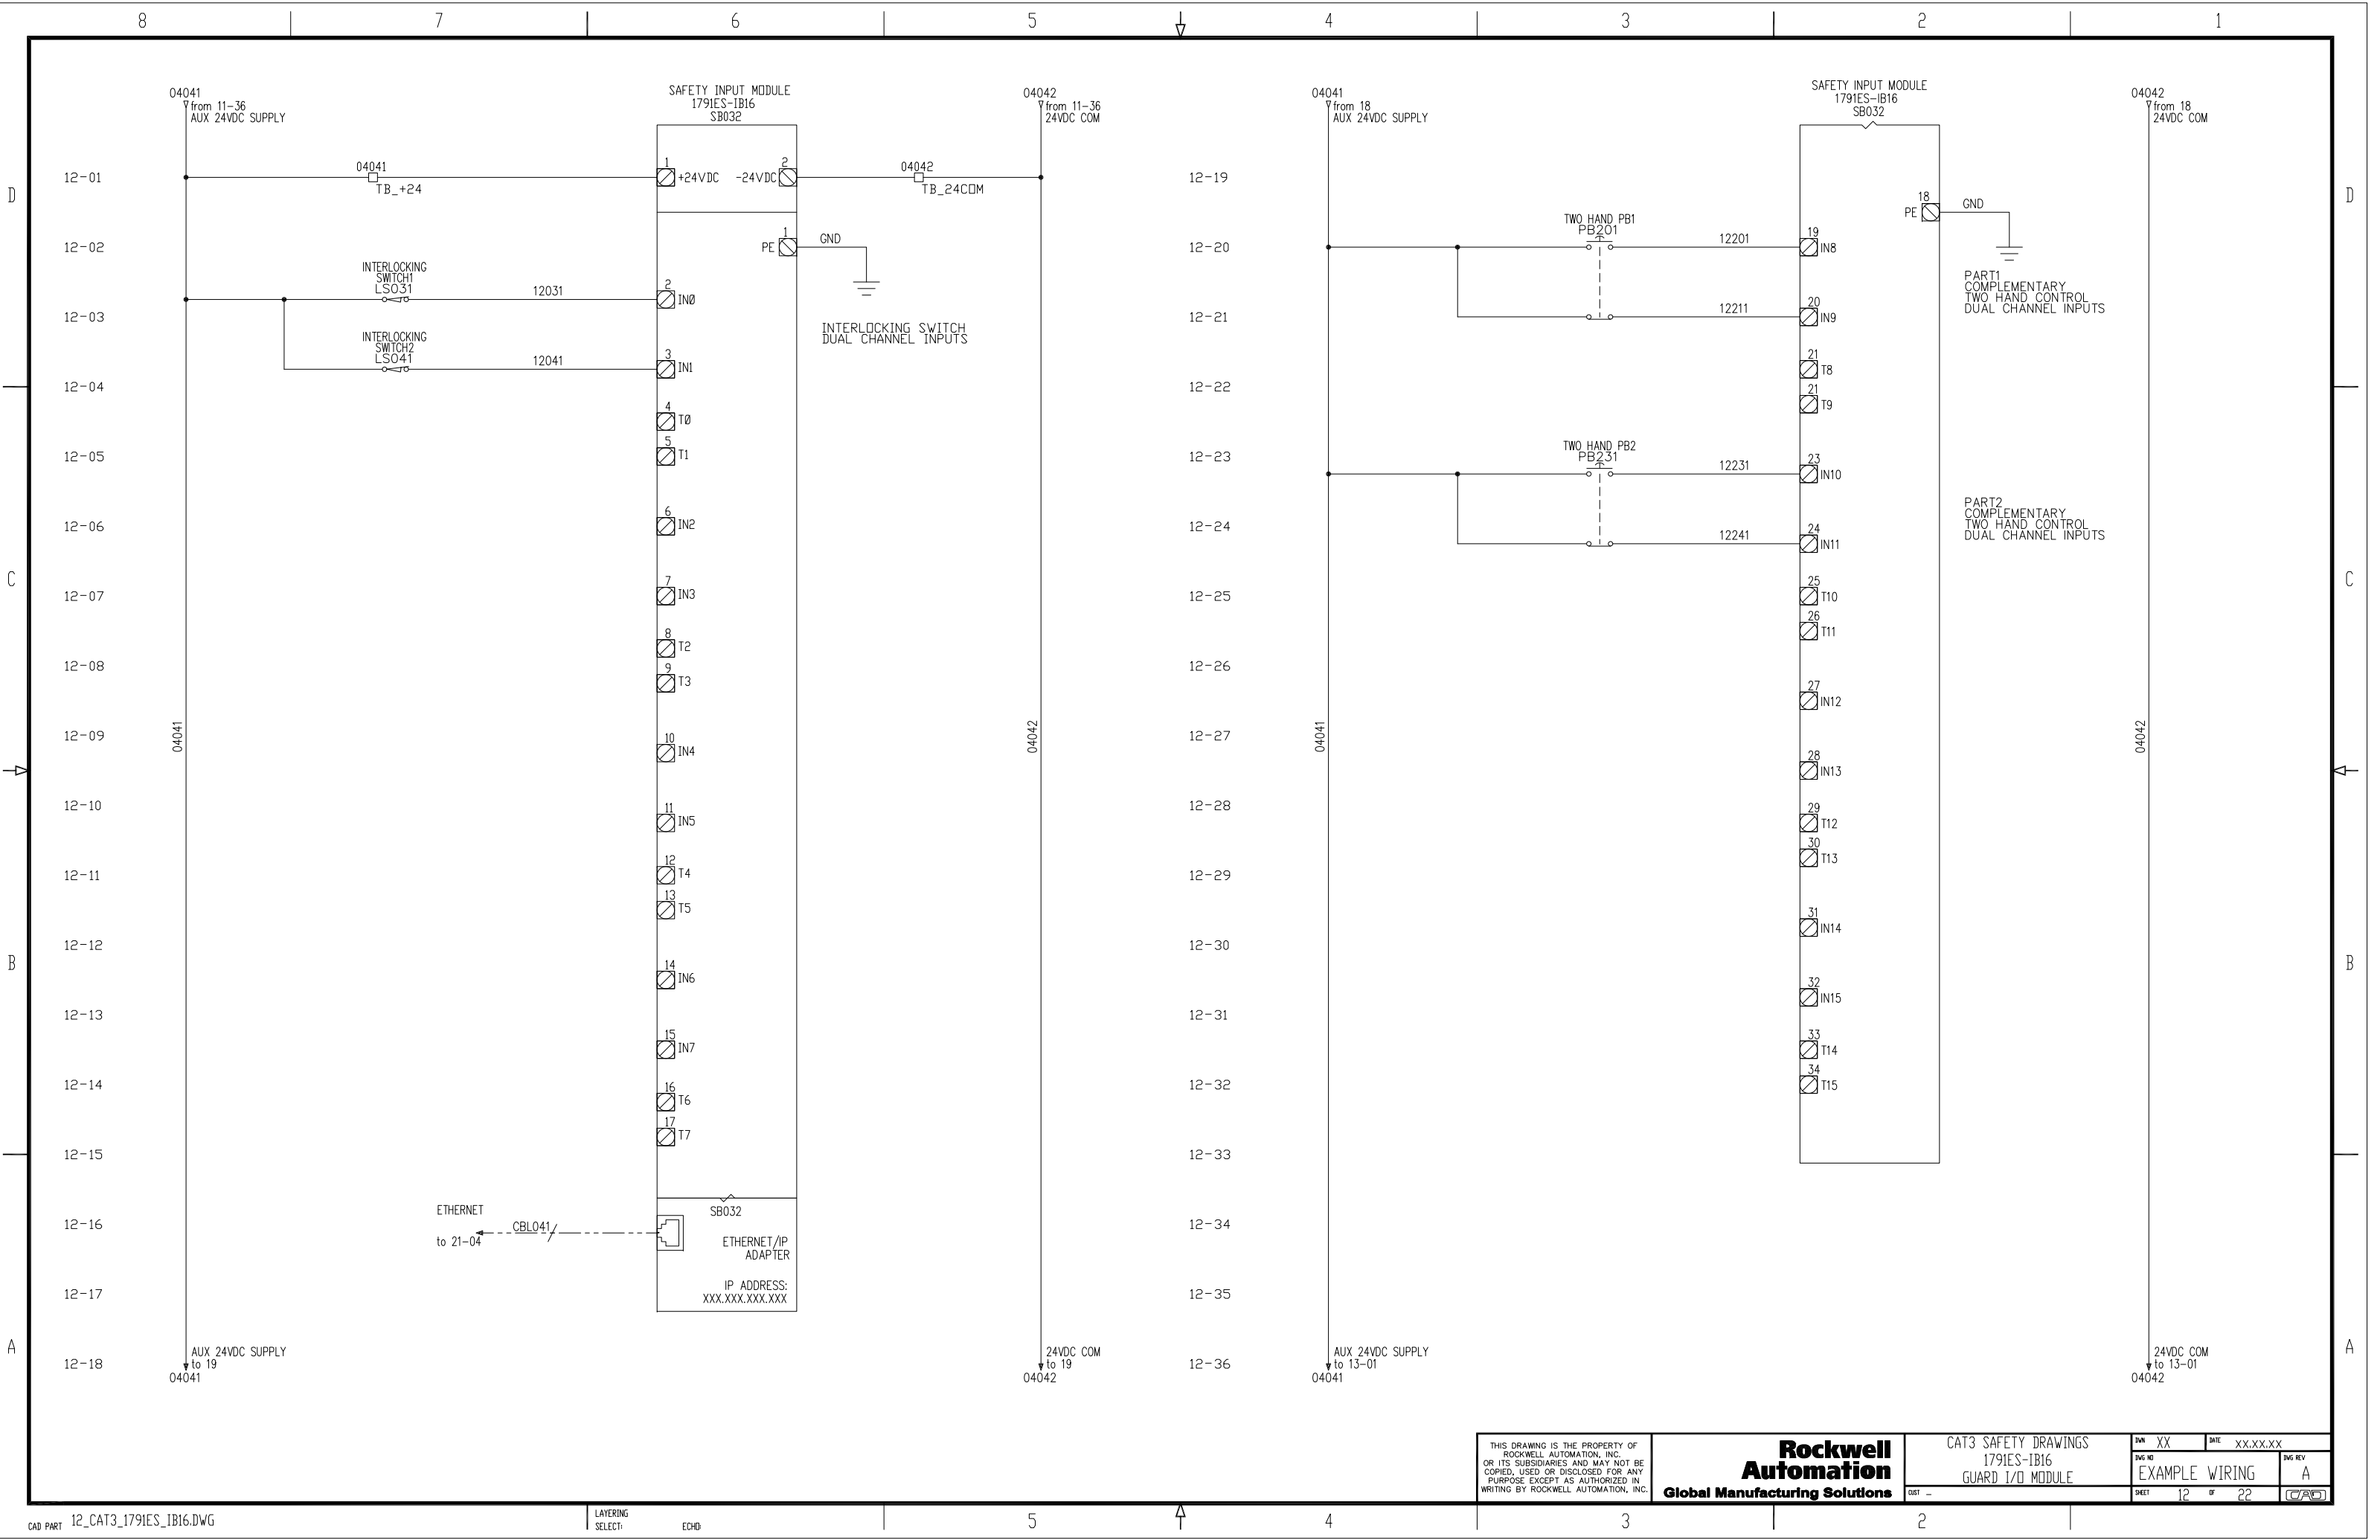 8 7 6 5 4 3 2 1
D
C
B
A
04041
from 11-36
AUX 24VDC SUPPLY
SAFETY INPUT MODULE
1791ES-IB16
SB032
04042
from 11-36
24VDC COM
12-01
04041
TB_+24
1
+24VDC
2
-24VDC
04042
TB_24COM
12-02
1
PE
GND
INTERLOCKING
SWITCH1
LS031
12031
2
IN0
12-03
INTERLOCKING SWITCH
DUAL CHANNEL INPUTS
INTERLOCKING
SWITCH2
LS041
12041
3
IN1
12-04
4
T0
12-05
5
T1
12-06
6
IN2
12-07
7
IN3
8
T2
12-08
9
T3
12-09
04041
04042
10
IN4
12-10
11
IN5
12-11
12
T4
13
T5
12-12
14
IN6
12-13
15
IN7
12-14
16
T6
17
T7
12-15
ETHERNET
to 21-04
CBL041
12-16
SB032
ETHERNET/IP
ADAPTER
12-17
IP ADDRESS:
XXX.XXX.XXX.XXX
12-18
AUX 24VDC SUPPLY
to 19
04041
24VDC COM
to 19
04042
04041
from 18
AUX 24VDC SUPPLY
SAFETY INPUT MODULE
1791ES-IB16
SB032
04042
from 18
24VDC COM
12-19
18
PE
GND
TWO HAND PB1
PB201
12-20
12201
19
IN8
PART1
COMPLEMENTARY
TWO HAND CONTROL
DUAL CHANNEL INPUTS
12-21
12211
20
IN9
21
T8
12-22
21
T9
TWO HAND PB2
PB231
12-23
12231
23
IN10
PART2
COMPLEMENTARY
TWO HAND CONTROL
DUAL CHANNEL INPUTS
12-24
12241
24
IN11
12-25
25
T10
26
T11
12-26
27
IN12
12-27
04041
04042
28
IN13
12-28
29
T12
30
T13
12-29
31
IN14
12-30
32
IN15
12-31
33
T14
12-32
34
T15
12-33
12-34
12-35
12-36
AUX 24VDC SUPPLY
to 13-01
04041
24VDC COM
to 13-01
04042
D
C
B
A
THIS DRAWING IS THE PROPERTY OF
ROCKWELL AUTOMATION, INC.
OR ITS SUBSIDIARIES AND MAY NOT BE
COPIED, USED OR DISCLOSED FOR ANY
PURPOSE EXCEPT AS AUTHORIZED IN
WRITING BY ROCKWELL AUTOMATION, INC.
Rockwell
Automation
Global Manufacturing Solutions
CAT3 SAFETY DRAWINGS
1791ES-IB16
GUARD I/O MODULE
CUST -
DWN XX
DATE XX.XX.XX
DWG NO
EXAMPLE WIRING
DWG REV
A
SHEET 12 OF 22
CAD
CAD PART 12_CAT3_1791ES_IB16.DWG
LAYERING
SELECT: ECHO:
5 4 3 2